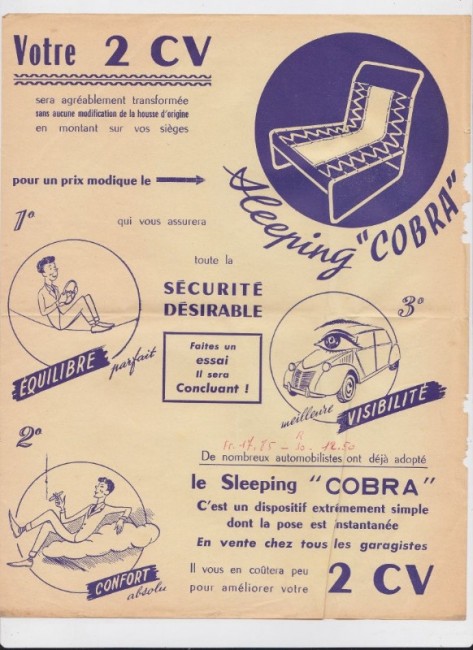 Votre 2 CV
sera agréablement transformée
sans aucune modification de la housse d'origine
en montant sur vos sièges
pour un prix modique le
Sleeping "COBRA"
1º
qui vous assurera
toute la
SÉCURITÉ
DÉSIRABLE
ÉQUILIBRE parfait
Faites un
essai
Il sera
Concluant !
3º
meilleure VISIBILITÉ
2º
CONFORT
absolu
De nombreux automobilistes ont déjà adopté
le Sleeping "COBRA"
C'est un dispositif extrêmement simple
dont la pose est instantanée
En vente chez tous les garagistes
Il vous en coûtera peu
pour améliorer votre 2 CV